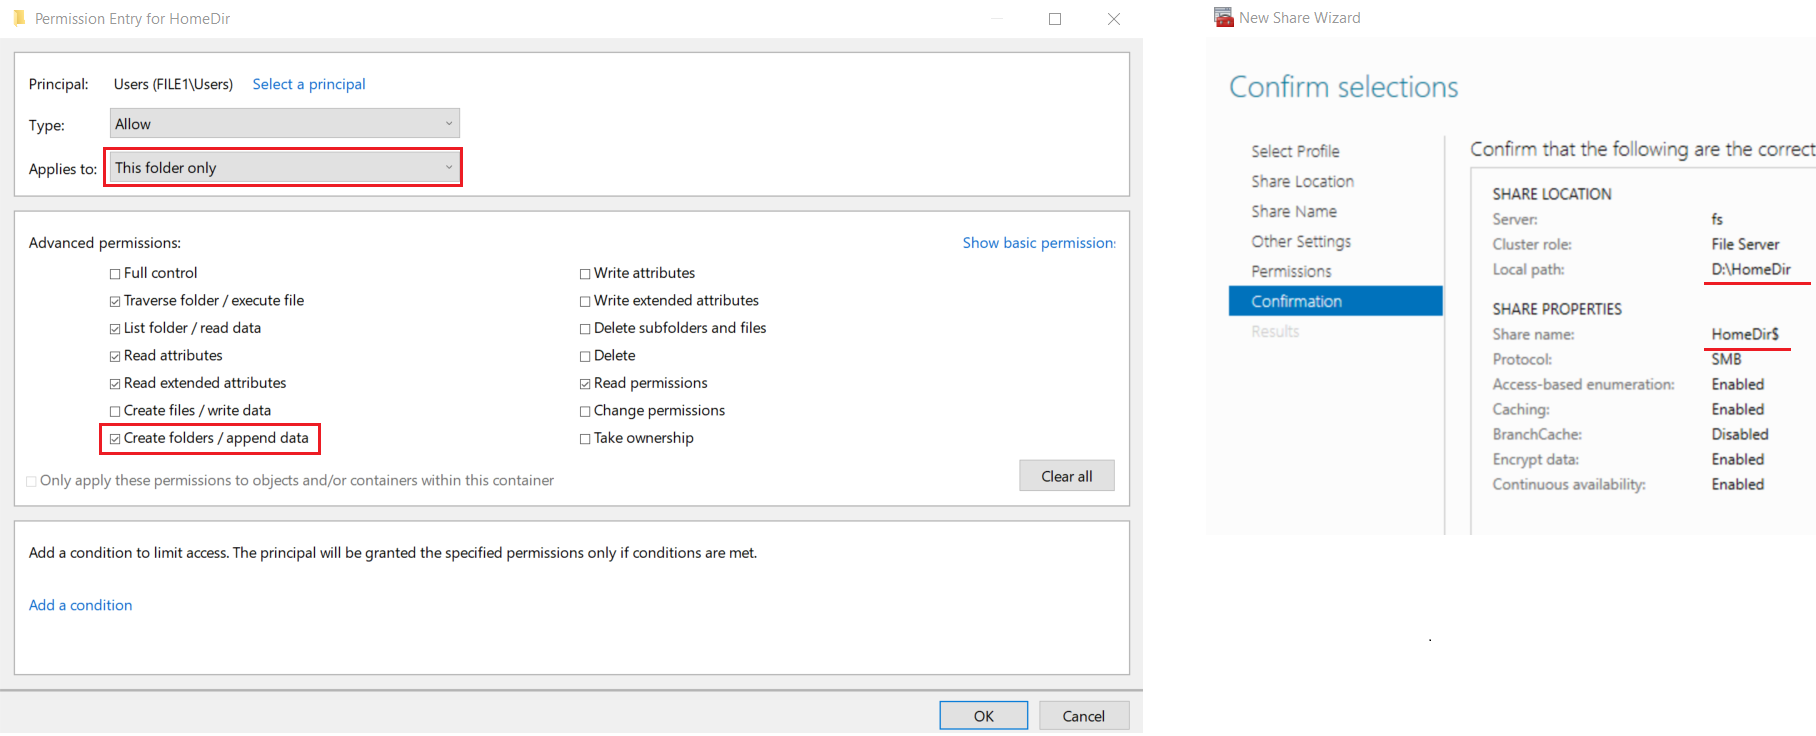 Permission Entry for HomeDir
Principal: Users (FILE1\Users) Select a principal
Type: Allow
Applies to: This folder only
Advanced permissions: Show basic permissions
Full control
Traverse folder / execute file
List folder / read data
Read attributes
Read extended attributes
Create files / write data
Create folders / append data
Write attributes
Write extended attributes
Delete subfolders and files
Delete
Read permissions
Change permissions
Take ownership
Only apply these permissions to objects and/or containers within this container
Clear all
Add a condition to limit access. The principal will be granted the specified permissions only if conditions are met.
Add a condition
OK Cancel
New Share Wizard
Confirm selections
Select Profile
Share Location
Share Name
Other Settings
Permissions
Confirmation
Results
Confirm that the following are the correct
SHARE LOCATION
Server: fs
Cluster role: File Server
Local path: D:\HomeDir
SHARE PROPERTIES
Share name: HomeDir$
Protocol: SMB
Access-based enumeration: Enabled
Caching: Enabled
BranchCache: Disabled
Encrypt data: Enabled
Continuous availability: Enabled